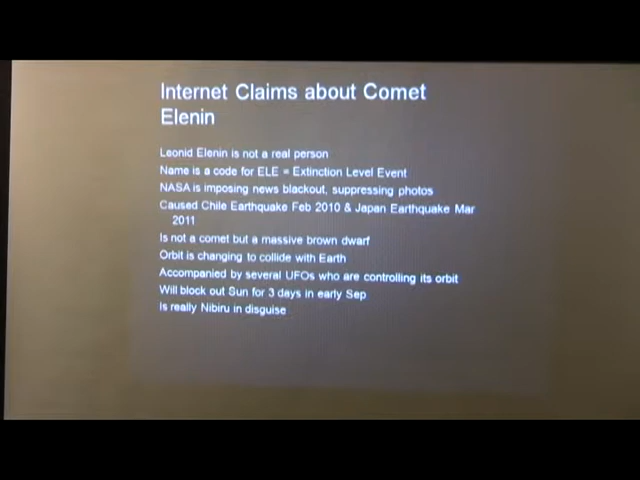 Internet Claims about Comet
Elenin
Leonid Elenin is not a real person
Name is a code for ELE = Extinction Level Event
NASA is imposing news blackout, suppressing photos
Caused Chile Earthquake Feb 2010 & Japan Earthquake Mar
2011
Is not a comet but a massive brown dwarf
Orbit is changing to collide with Earth
Accompanied by several UFOs who are controlling its orbit
Will block out Sun for 3 days in early Sep
Is really Nibiru in disguise